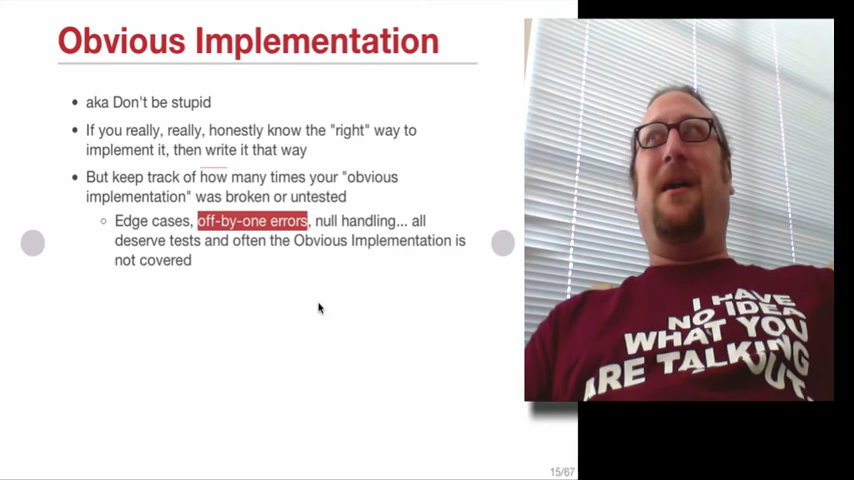 Obvious Implementation
aka Don't be stupid
If you really, really, honestly know the "right" way to
implement it, then write it that way
But keep track of how many times your "obvious
implementation" was broken or untested
Edge cases, off-by-one errors, null handling... all
deserve tests and often the Obvious Implementation is
not covered
15/67
I HAVE
NO IDEA
WHAT YOU
ARE TALKING
OUT.